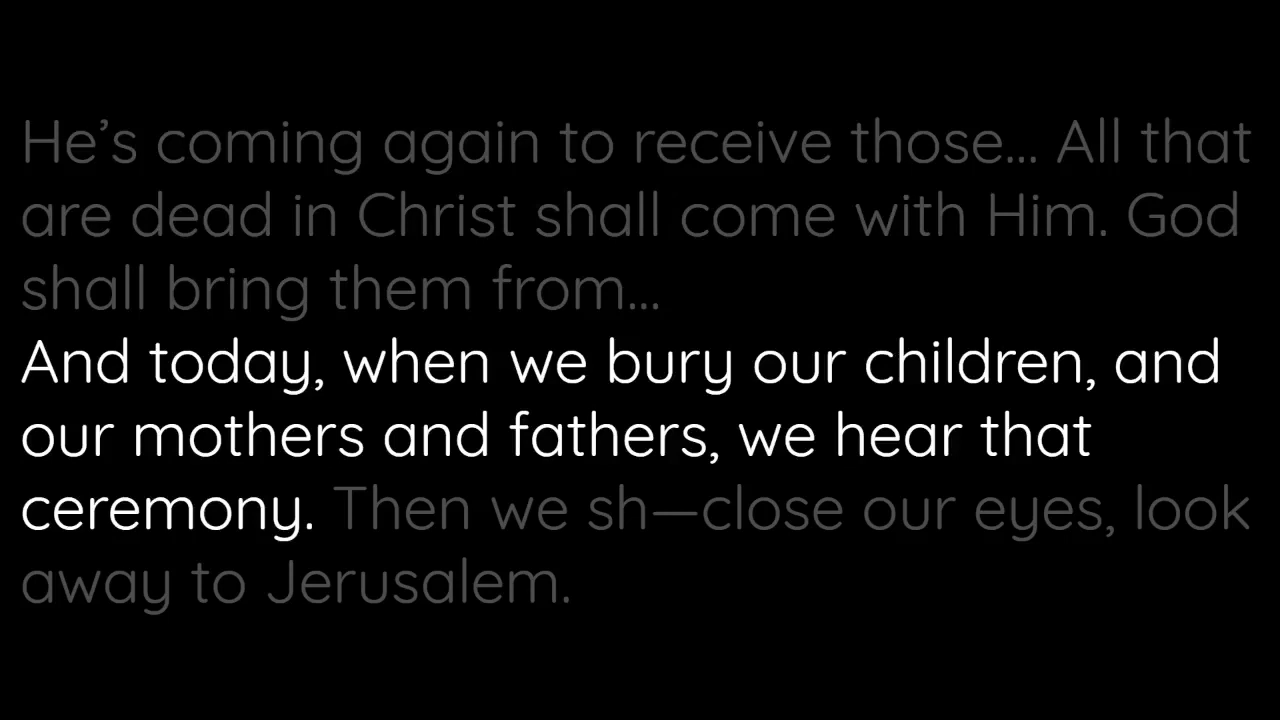 He’s coming again to receive those... All that
are dead in Christ shall come with Him. God
shall bring them from...
And today, when we bury our children, and
our mothers and fathers, we hear that
ceremony. Then we sh—close our eyes, look
away to Jerusalem.